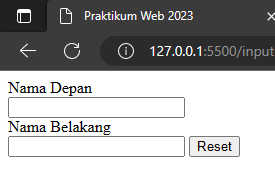 Praktikum Web 2023
127.0.0.1:5500/input
Nama Depan
Nama Belakang
Reset